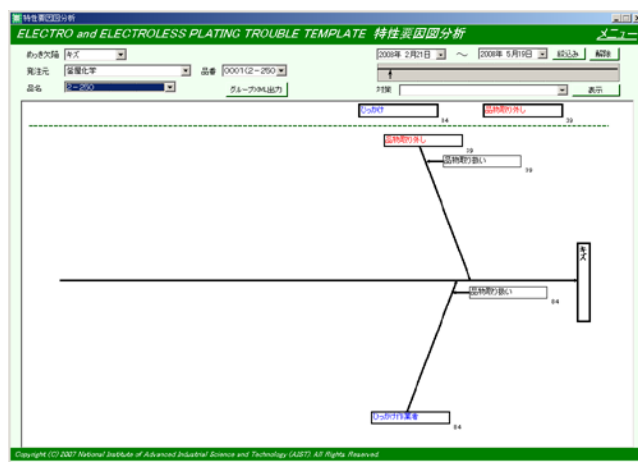 特性要因図分析
ELECTRO and ELECTROLESS PLATING TROUBLE TEMPLATE 特性要因図分析 メニュー
めっき欠陥 キズ 2008年 2月21日 ～ 2008年 5月19日 絞込み 解除
発注元 品番 0001(2-250)
品名 2-250 グループXML出力 対策 表示
ひっかけ 品物取り外し
品物取り外し
39
品物取り扱い
キズ
品物取り扱い
84
ひっかけ作業者
84
Copyright (C) 2007 National Institute of Advanced Industrial Science and Technology (AIST). All Rights Reserved.